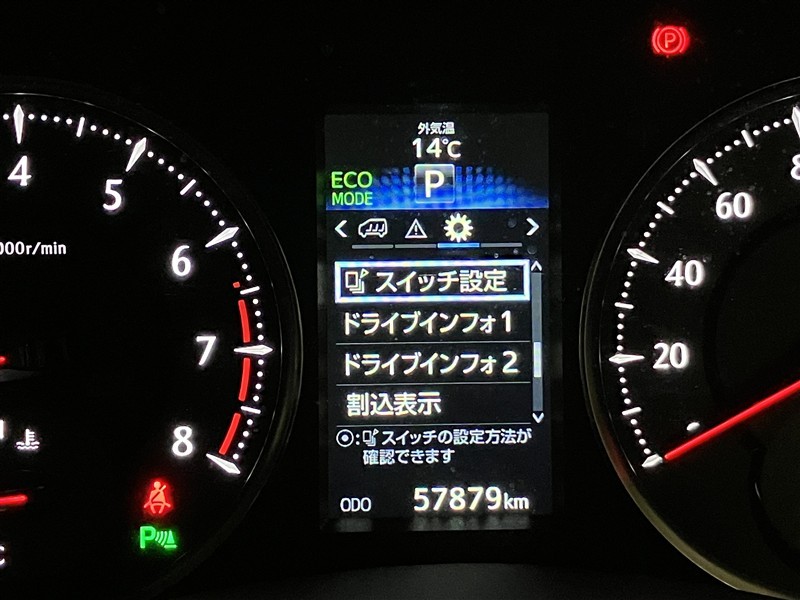 外気温
14℃
ECO
MODE
P
スイッチ設定
ドライブインフォ1
ドライブインフォ2
割込表示
◉:スイッチの設定方法が
確認できます
ODO 57879km
4
5
6
7
8
000r/min
P
C
P
20
40
60